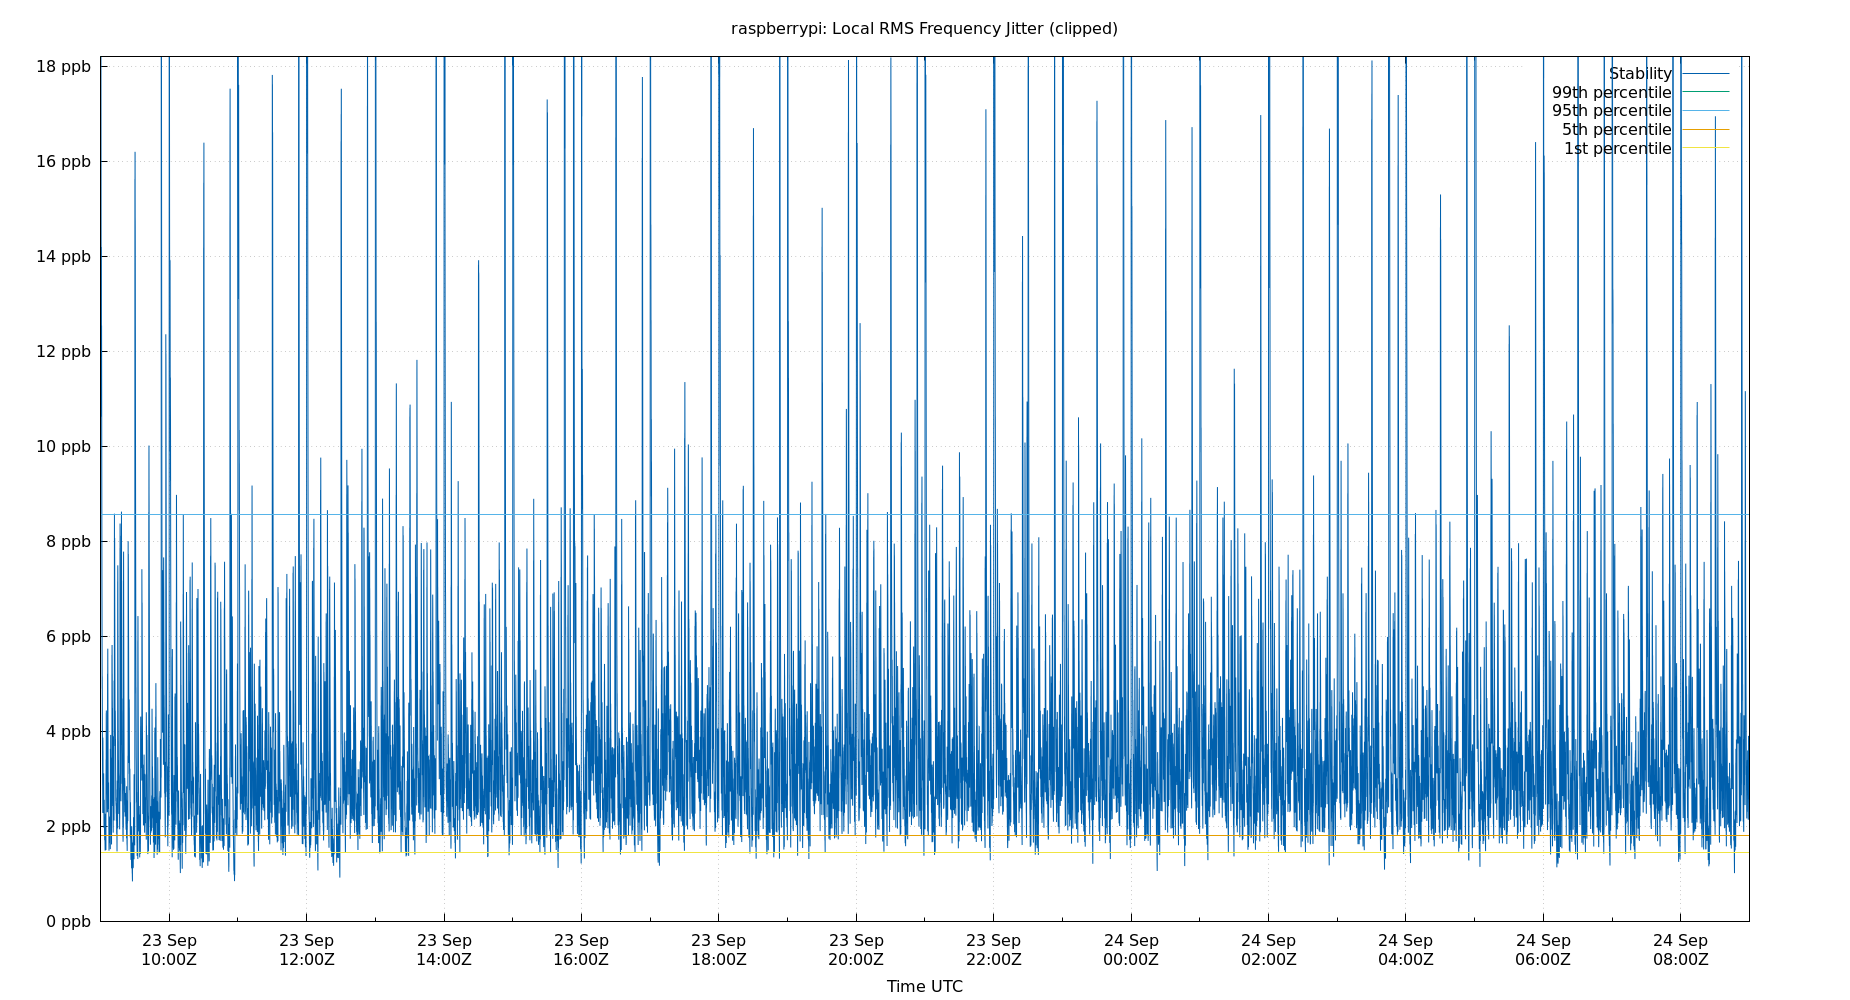 raspberrypi: Local RMS Frequency Jitter (clipped)
18 ppb
16 ppb
14 ppb
12 ppb
10 ppb
8 ppb
6 ppb
4 ppb
2 ppb
0 ppb
Stability
99th percentile
95th percentile
5th percentile
1st percentile
23 Sep 23 Sep 23 Sep 23 Sep 23 Sep 23 Sep 23 Sep 24 Sep 24 Sep 24 Sep 24 Sep 24 Sep
10:00Z 12:00Z 14:00Z 16:00Z 18:00Z 20:00Z 22:00Z 00:00Z 02:00Z 04:00Z 06:00Z 08:00Z
Time UTC